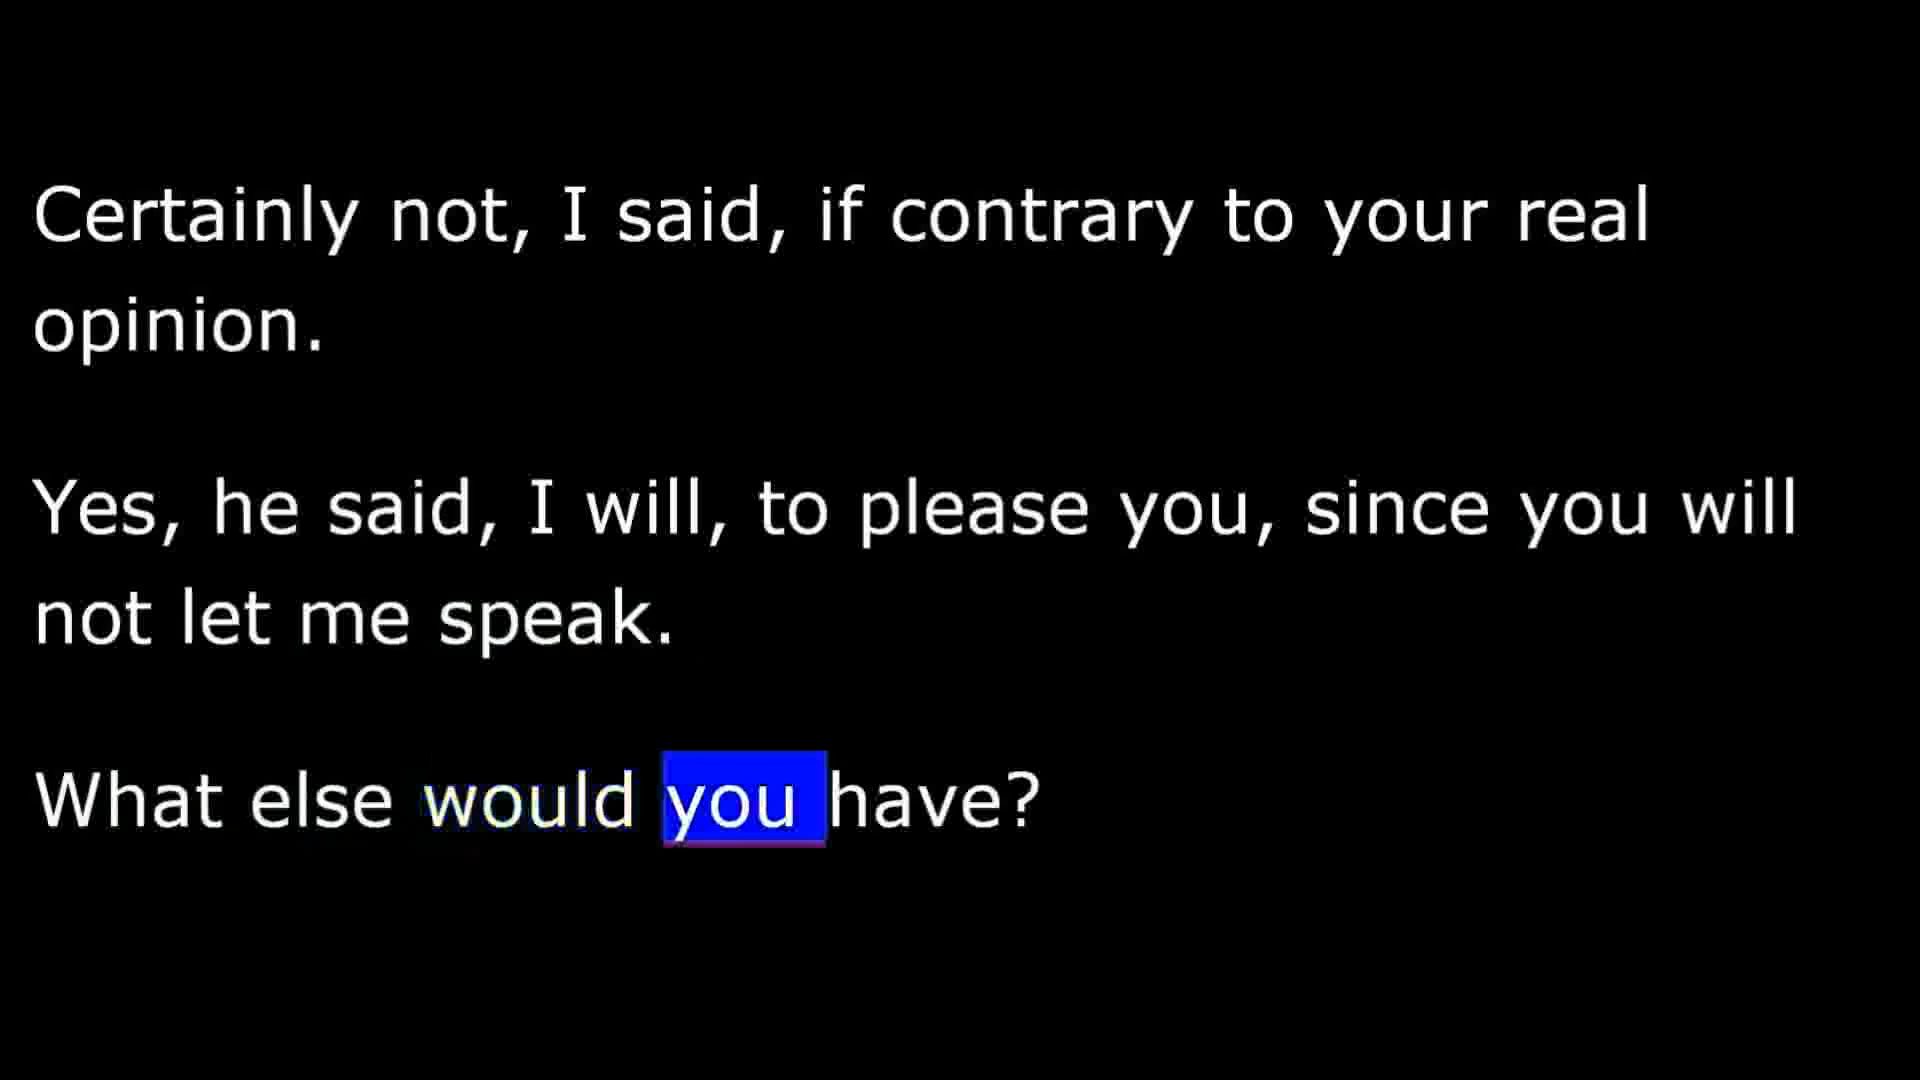 Certainly not, I said, if contrary to your real
opinion.
Yes, he said, I will, to please you, since you will
not let me speak.
What else would you have?